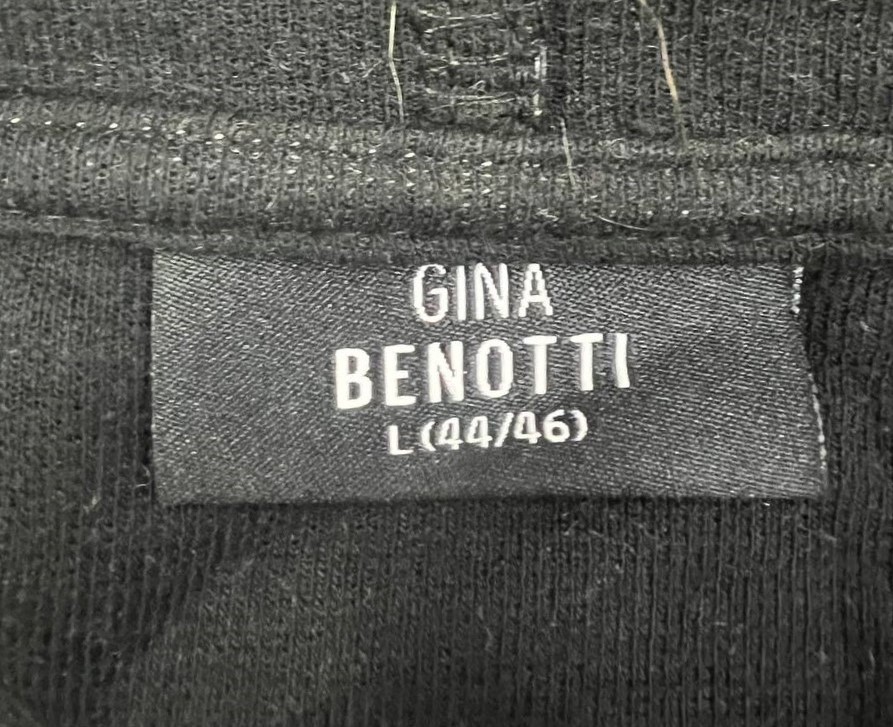 GINA
BENOTTI
L (44/46)